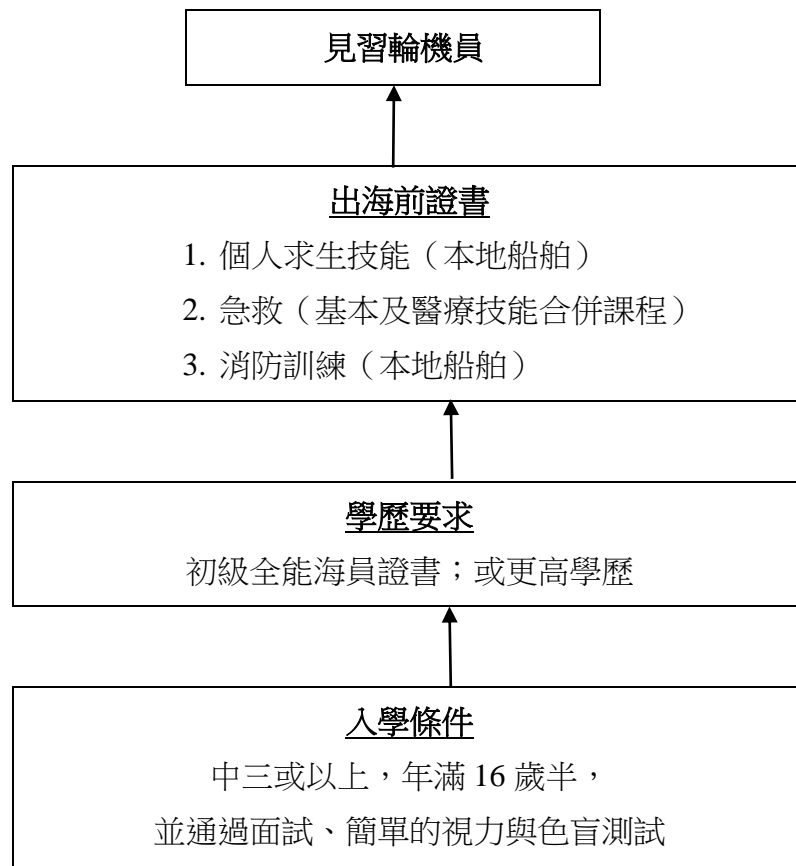 見習輪機員
出海前證書
1. 個人求生技能（本地船舶）
2. 急救（基本及醫療技能合併課程）
3. 消防訓練（本地船舶）
學歷要求
初級全能海員證書；或更高學歷
入學條件
中三或以上，年滿 16 歲半，
並通過面試、簡單的視力與色盲測試